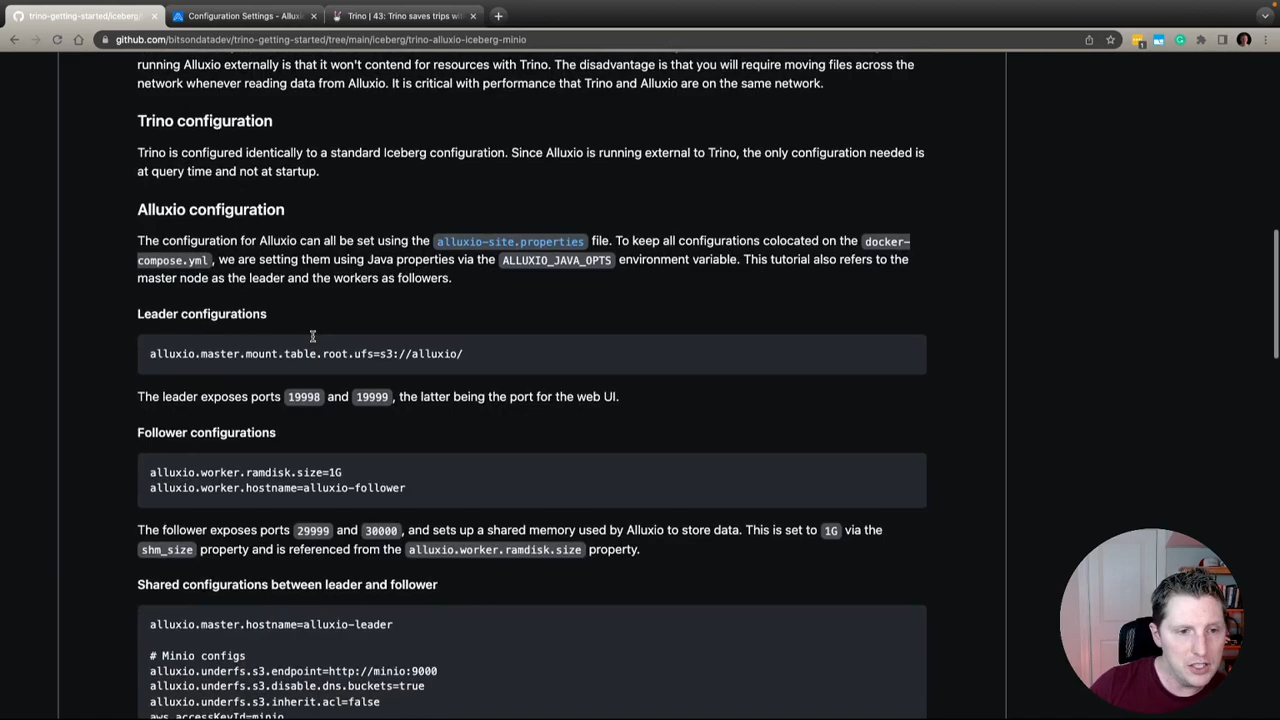 trino-getting-started/iceberg/
Configuration Settings - Alluxi
Trino | 43: Trino saves trips wi
github.com/bitsondatadev/trino-getting-started/tree/main/iceberg/trino-alluxio-iceberg-minio
running Alluxio externally is that it won't contend for resources with Trino. The disadvantage is that you will require moving files across the
network whenever reading data from Alluxio. It is critical with performance that Trino and Alluxio are on the same network.
Trino configuration
Trino is configured identically to a standard Iceberg configuration. Since Alluxio is running external to Trino, the only configuration needed is
at query time and not at startup.
Alluxio configuration
The configuration for Alluxio can all be set using the alluxio-site.properties file. To keep all configurations colocated on the docker-
compose.yml, we are setting them using Java properties via the ALLUXIO_JAVA_OPTS environment variable. This tutorial also refers to the
master node as the leader and the workers as followers.
Leader configurations
alluxio.master.mount.table.root.ufs=s3://alluxio/
The leader exposes ports 19998 and 19999, the latter being the port for the web UI.
Follower configurations
alluxio.worker.ramdisk.size=1G
alluxio.worker.hostname=alluxio-follower
The follower exposes ports 29999 and 30000, and sets up a shared memory used by Alluxio to store data. This is set to 1G via the
shm_size property and is referenced from the alluxio.worker.ramdisk.size property.
Shared configurations between leader and follower
alluxio.master.hostname=alluxio-leader
# Minio configs
alluxio.underfs.s3.endpoint=http://minio:9000
alluxio.underfs.s3.disable.dns.buckets=true
alluxio.underfs.s3.inherit.acl=false
aws.accessKeyId=minio